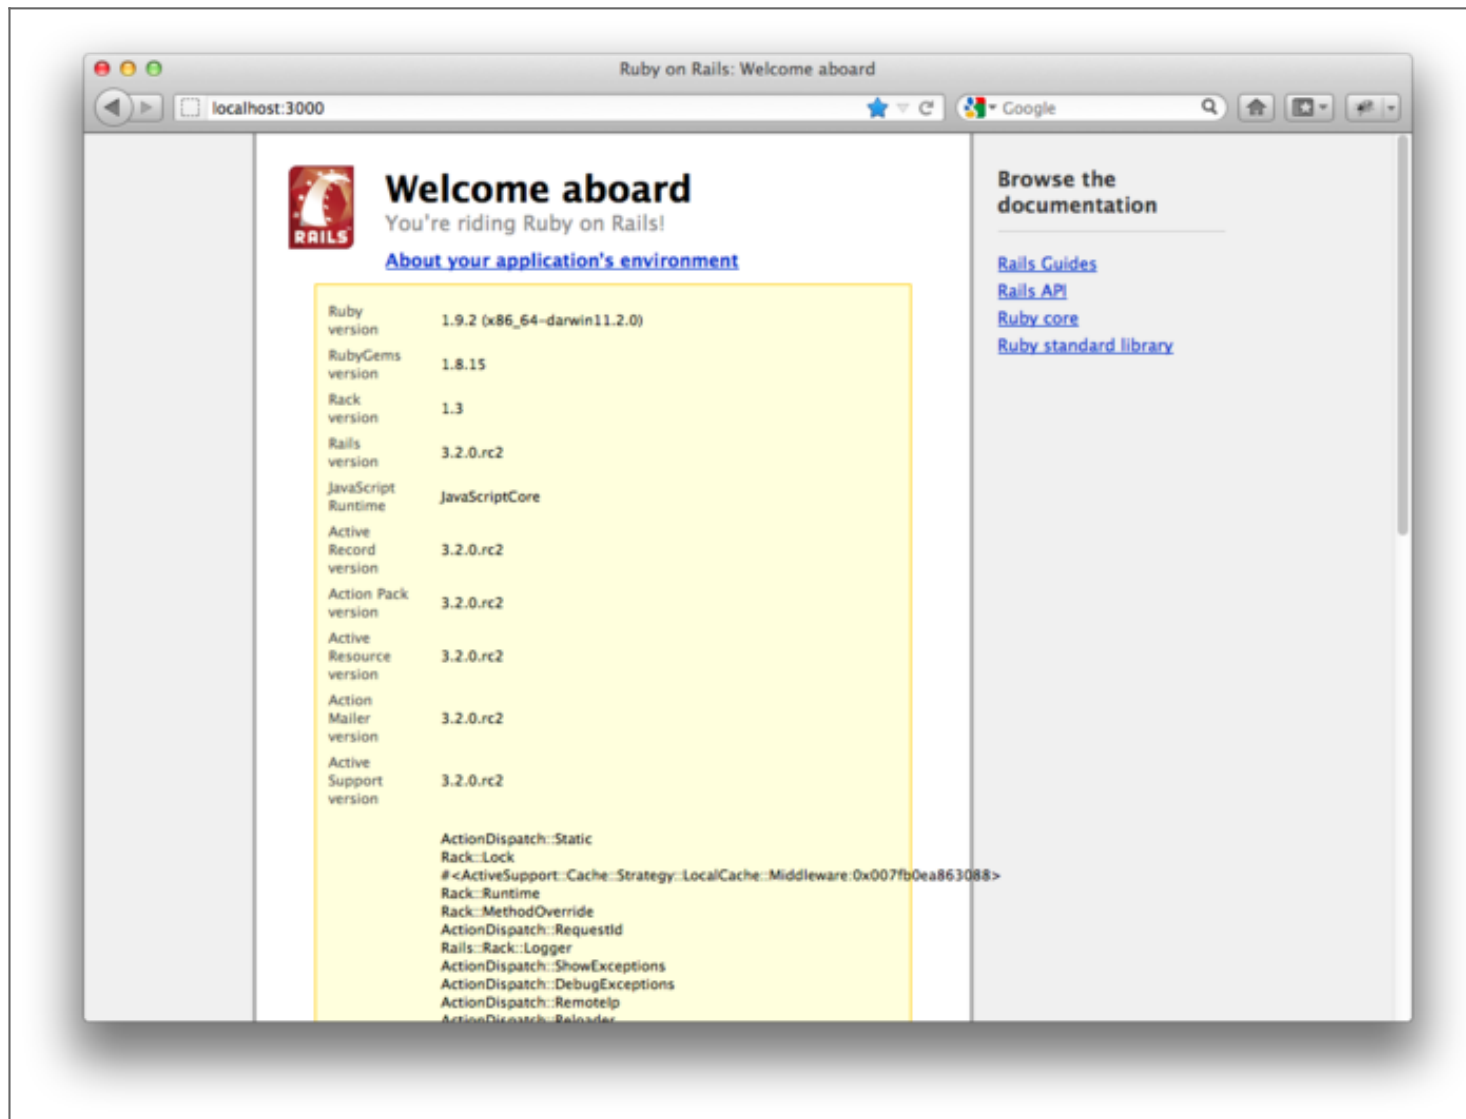 Ruby on Rails: Welcome aboard
localhost:3000
Google
RAILS
Welcome aboard
You're riding Ruby on Rails!
About your application's environment
Ruby
version
1.9.2 (x86_64-darwin11.2.0)
RubyGems
version
1.8.15
Rack
version
1.3
Rails
version
3.2.0.rc2
JavaScript
Runtime
JavaScriptCore
Active
Record
version
3.2.0.rc2
Action Pack
version
3.2.0.rc2
Active
Resource
version
3.2.0.rc2
Action
Mailer
version
3.2.0.rc2
Active
Support
version
3.2.0.rc2
ActionDispatch::Static
Rack::Lock
#<ActiveSupport::Cache::Strategy::LocalCache::Middleware:0x007fb0ea863088>
Rack::Runtime
Rack::MethodOverride
ActionDispatch::RequestId
Rails::Rack::Logger
ActionDispatch::ShowExceptions
ActionDispatch::DebugExceptions
ActionDispatch::RemoteIp
ActionDispatch::Reloader
Browse the
documentation
Rails Guides
Rails API
Ruby core
Ruby standard library